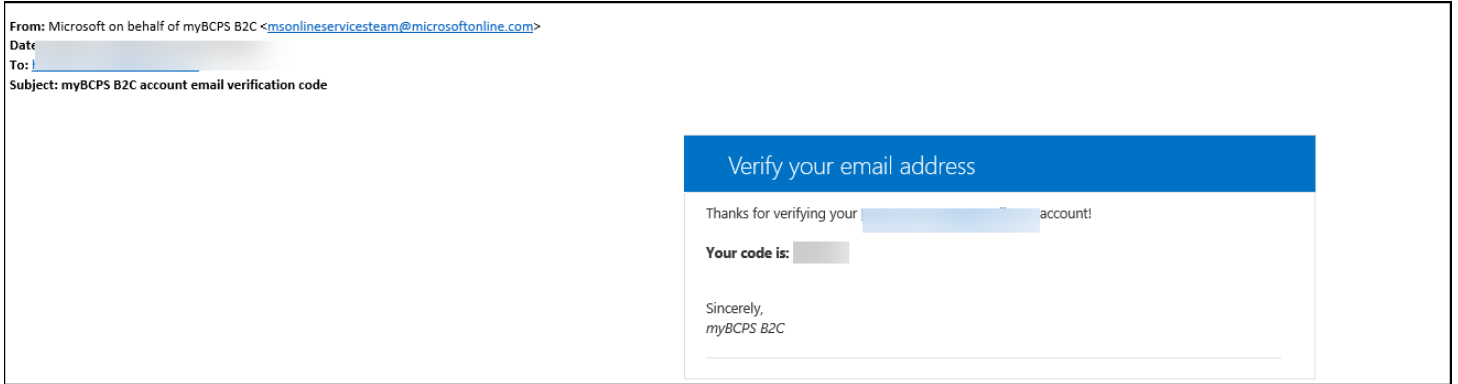 From: Microsoft on behalf of myBCPS B2C <msonlineservicesteam@microsoftonline.com>
Date
To:
Subject: myBCPS B2C account email verification code
Verify your email address
Thanks for verifying your account!
Your code is:
Sincerely,
myBCPS B2C